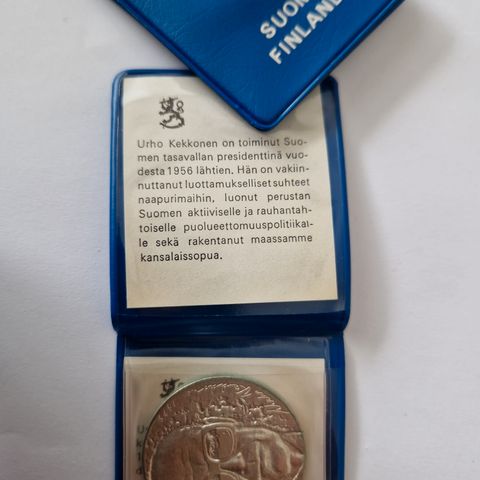 SUOM
FINLAND
Urho Kekkonen on toiminut Suo-
men tasavallan presidenttinä vuo-
desta 1956 lähtien. Hän on vakiin-
nuttanut luottamukselliset suhteet
naapurimaihin, luonut perustan
Suomen aktiiviselle ja rauhantah-
toiselle puolueettomuuspolitiikal-
le sekä rakentanut maassamme
kansalaissopua.